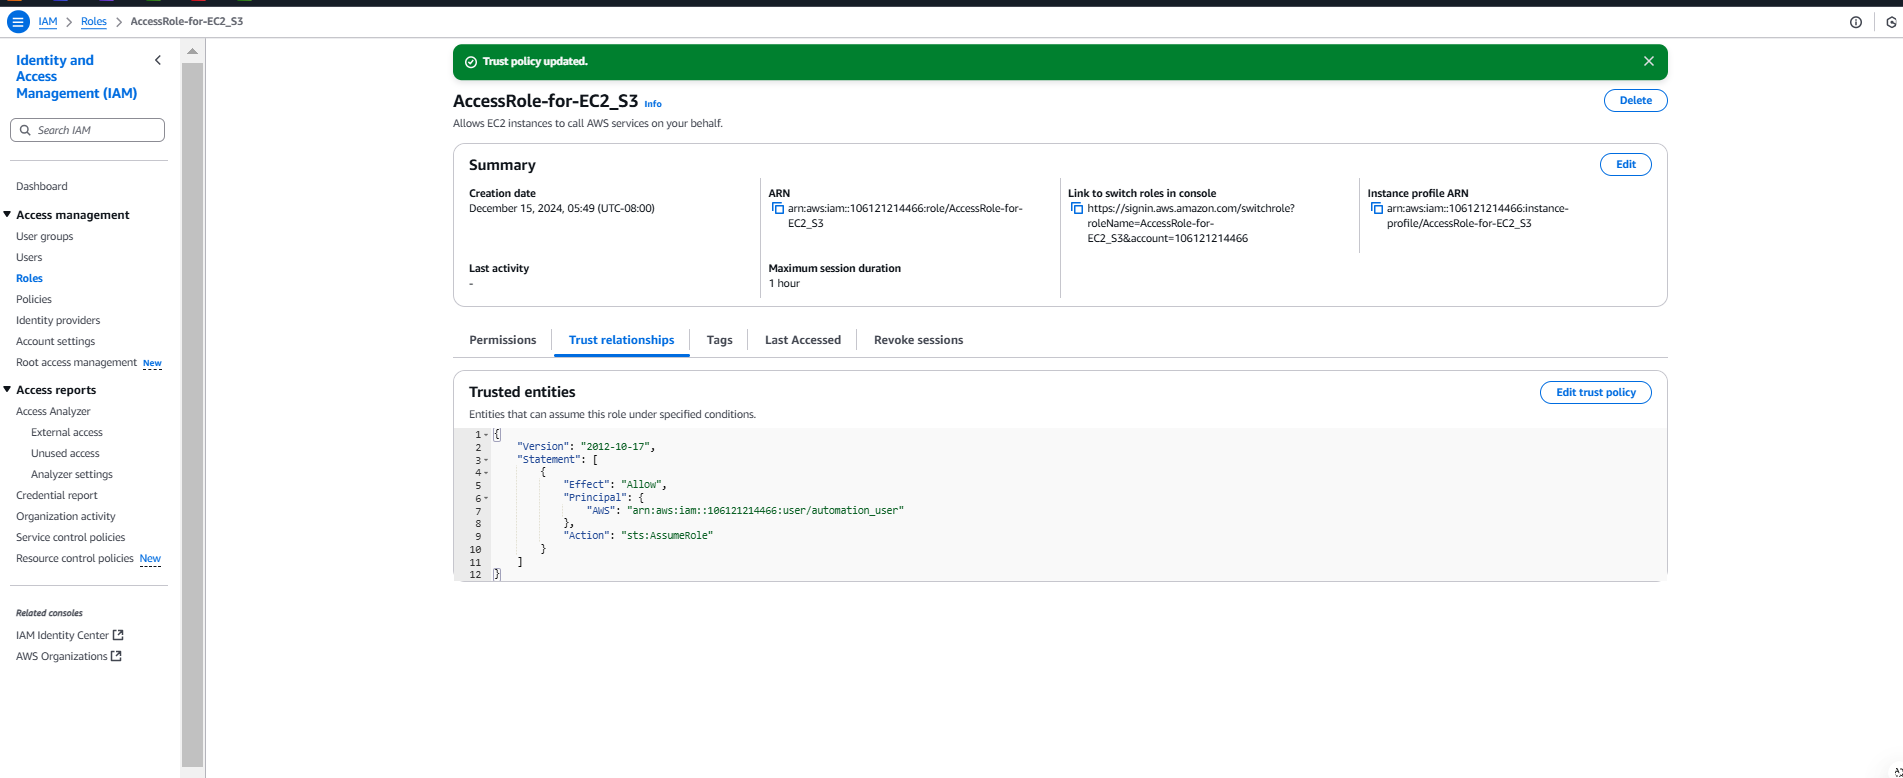 IAM > Roles > AccessRole-for-EC2_S3
Identity and
Access
Management (IAM)
Search IAM
Dashboard
Access management
User groups
Users
Roles
Policies
Identity providers
Account settings
Root access management New
Access reports
Access Analyzer
External access
Unused access
Analyzer settings
Credential report
Organization activity
Service control policies
Resource control policies New
Related consoles
IAM Identity Center
AWS Organizations
Trust policy updated.
AccessRole-for-EC2_S3 Info
Delete
Allows EC2 instances to call AWS services on your behalf.
Summary
Edit
Creation date
December 15, 2024, 05:49 (UTC-08:00)
ARN
arn:aws:iam::106121214466:role/AccessRole-for-
EC2_S3
Link to switch roles in console
https://signin.aws.amazon.com/switchrole?
roleName=AccessRole-for-
EC2_S3&account=106121214466
Instance profile ARN
arn:aws:iam::106121214466:instance-
profile/AccessRole-for-EC2_S3
Last activity
-
Maximum session duration
1 hour
Permissions
Trust relationships
Tags
Last Accessed
Revoke sessions
Trusted entities
Edit trust policy
Entities that can assume this role under specified conditions.
1 {
2 "Version": "2012-10-17",
3 "Statement": [
4 {
5 "Effect": "Allow",
6 "Principal": {
7 "AWS": "arn:aws:iam::106121214466:user/automation_user"
8 },
9 "Action": "sts:AssumeRole"
10 }
11 ]
12 }